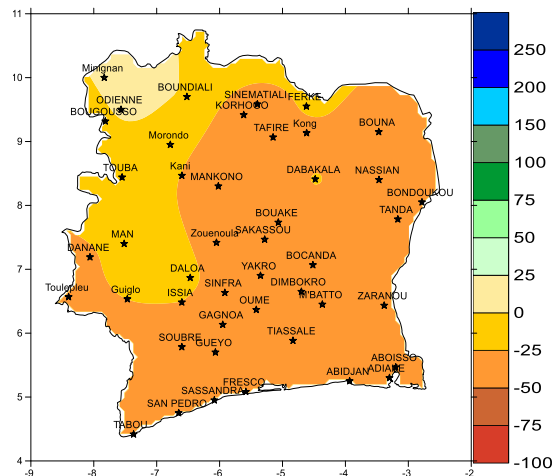 11
10
9
8
7
6
5
4
-8
-7
-6
-5
-4
-3
-2
Minignan
BOUNDIALI
ODIENNE
BOUGOUSSO
SINEMATIALI
FERKE
KORHOGO
TAFIRE
Kong
BOUNA
Morondo
TOUBA
Kani
MANKONO
DABAKALA
NASSIAN
BONDOUKOU
TANDA
BOUAKE
SAKASSOU
Zouenoula
MAN
DANANE
DALOA
YAKRO
BOCANDA
Toulepleu
Guiglo
ISSIA
SINFRA
DIMBOKRO
M'BATTO
ZARANOU
OUME
GAGNOA
TIASSALE
SOUBRE
GUEYO
ABOISSO
ADIAKE
ABIDJAN
FRESCO
SASSANDRA
SAN PEDRO
TABOU
250
200
150
100
75
50
25
0
-25
-50
-75
-100